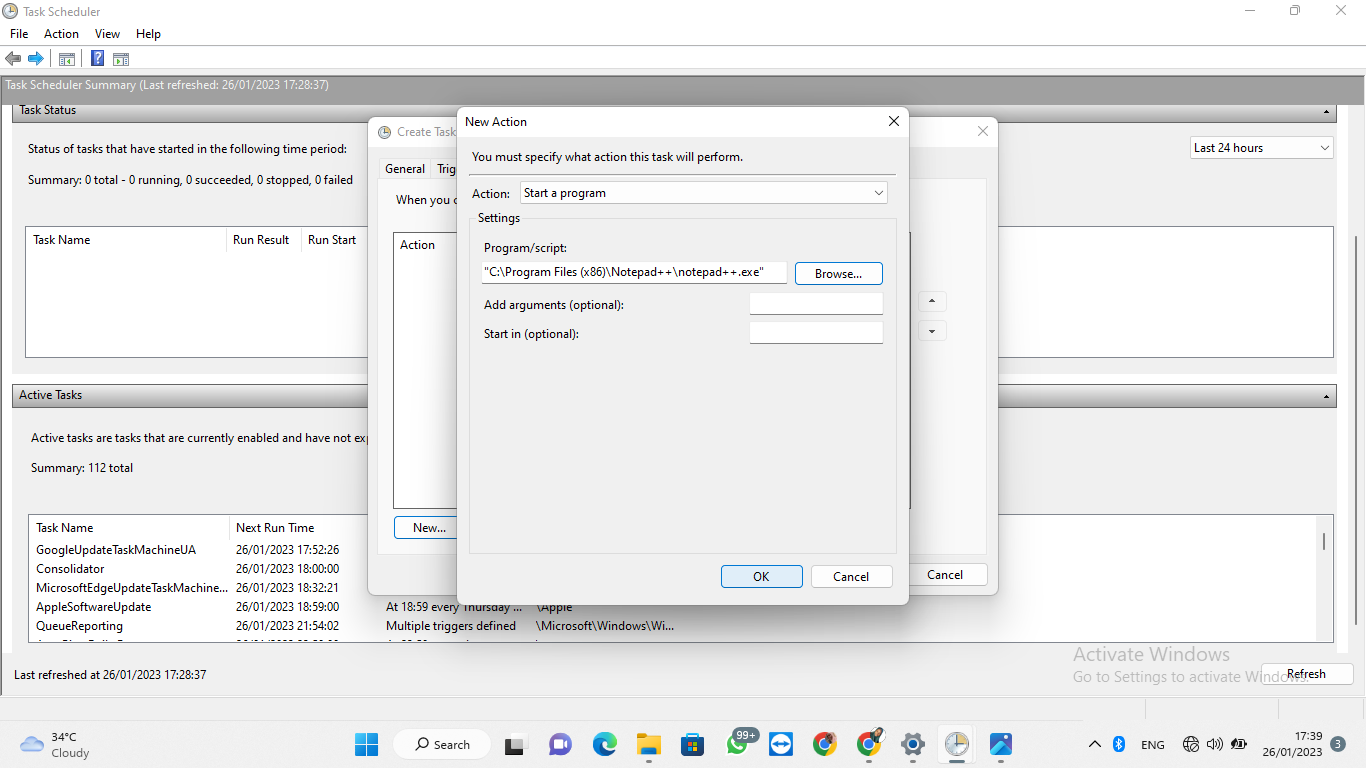 Task Scheduler
File Action View Help
Task Scheduler Summary (Last refreshed: 26/01/2023 17:28:37)
Task Status
Status of tasks that have started in the following time period:
Last 24 hours
Summary: 0 total - 0 running, 0 succeeded, 0 stopped, 0 failed
Task Name Run Result Run Start
Create Task
General Trig
When you c
Action
New...
Cancel
New Action
You must specify what action this task will perform.
Action: Start a program
Settings
Program/script:
"C:\Program Files (x86)\Notepad++\notepad++.exe" Browse...
Add arguments (optional):
Start in (optional):
OK Cancel
Active Tasks
Active tasks are tasks that are currently enabled and have not exp
Summary: 112 total
Task Name Next Run Time
GoogleUpdateTaskMachineUA 26/01/2023 17:52:26
Consolidator 26/01/2023 18:00:00
MicrosoftEdgeUpdateTaskMachine... 26/01/2023 18:32:21
AppleSoftwareUpdate 26/01/2023 18:59:00 At 18:59 every Thursday ... \Apple
QueueReporting 26/01/2023 21:54:02 Multiple triggers defined \Microsoft\Windows\Wi...
Last refreshed at 26/01/2023 17:28:37
Refresh
Activate Windows
Go to Settings to activate Windows.
34°C
Cloudy
Search
99+
ENG
17:39
26/01/2023
3